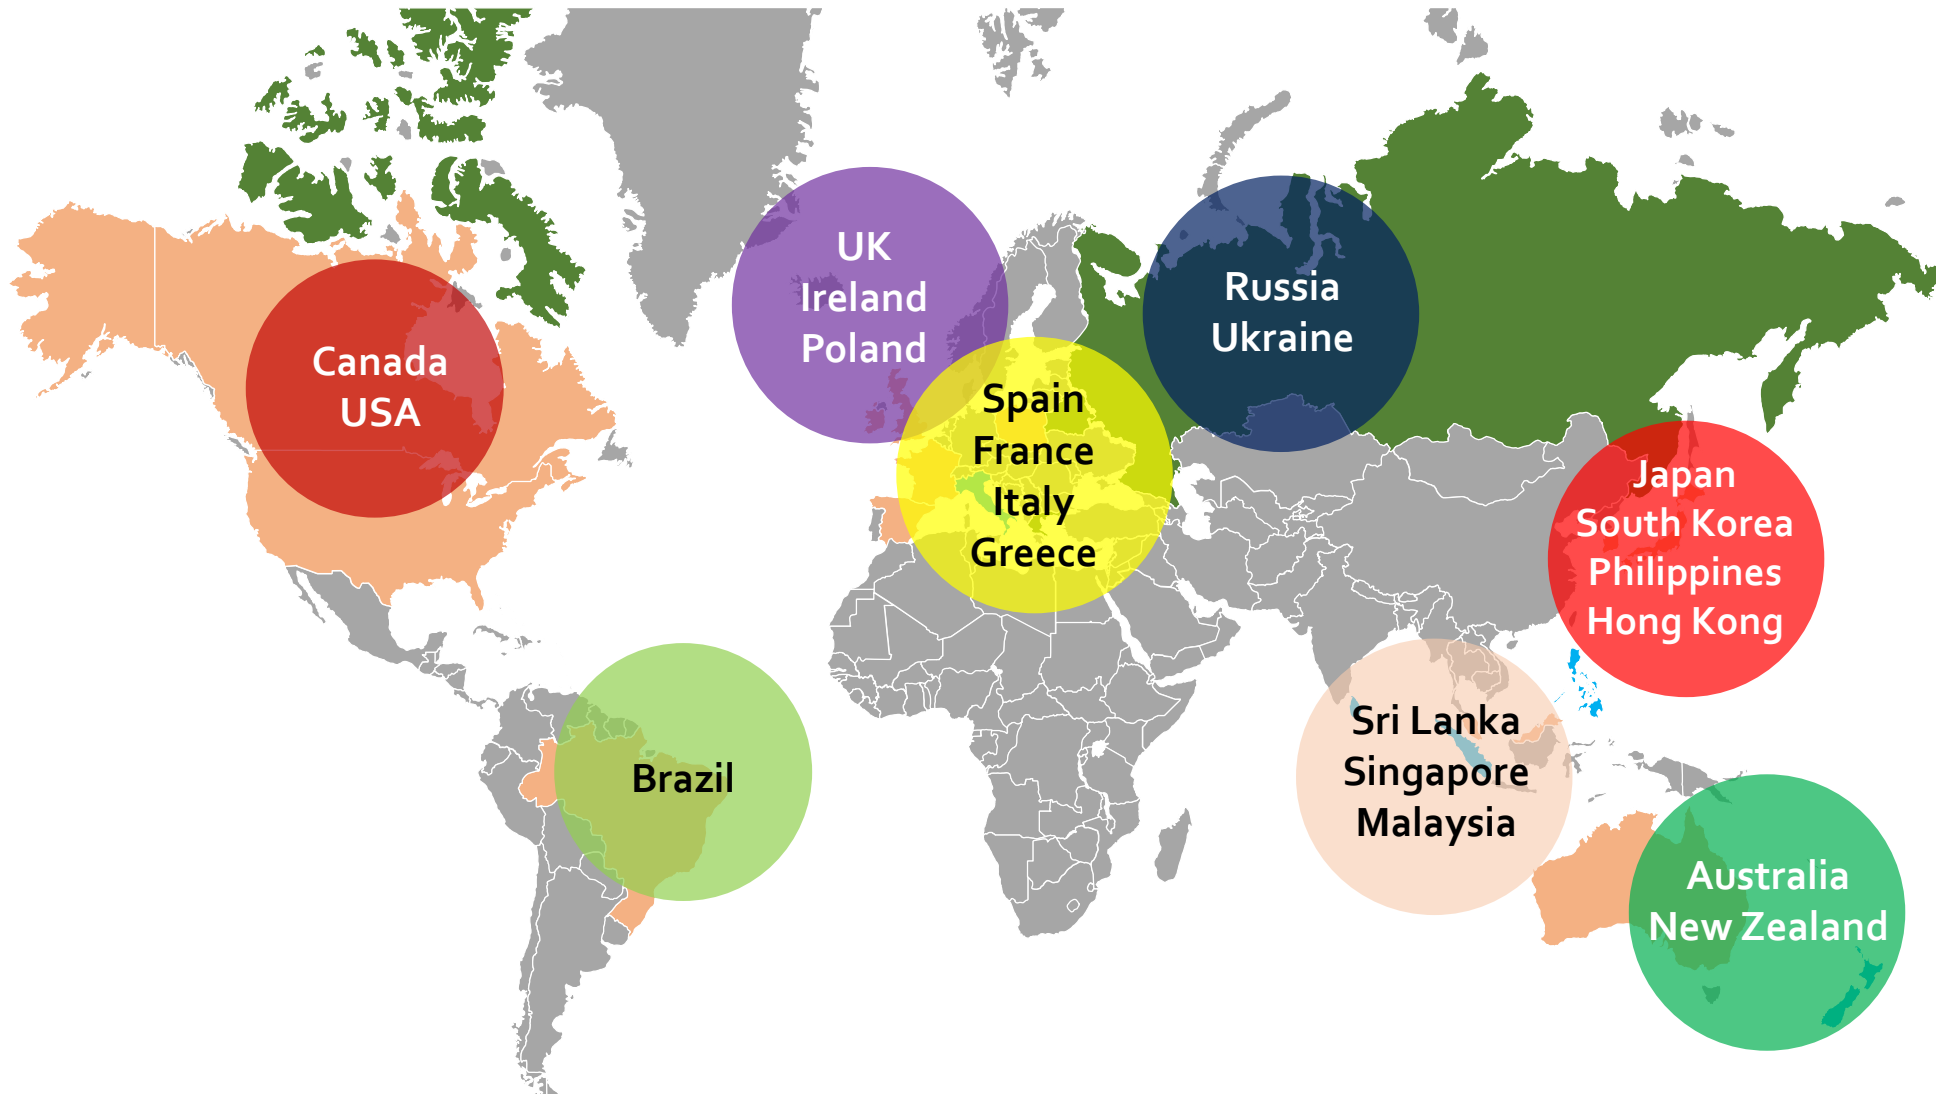 UK
Ireland
Poland
Russia
Ukraine
Canada
USA
Spain
France
Italy
Greece
Japan
South Korea
Philippines
Hong Kong
Brazil
Sri Lanka
Singapore
Malaysia
Australia
New Zealand